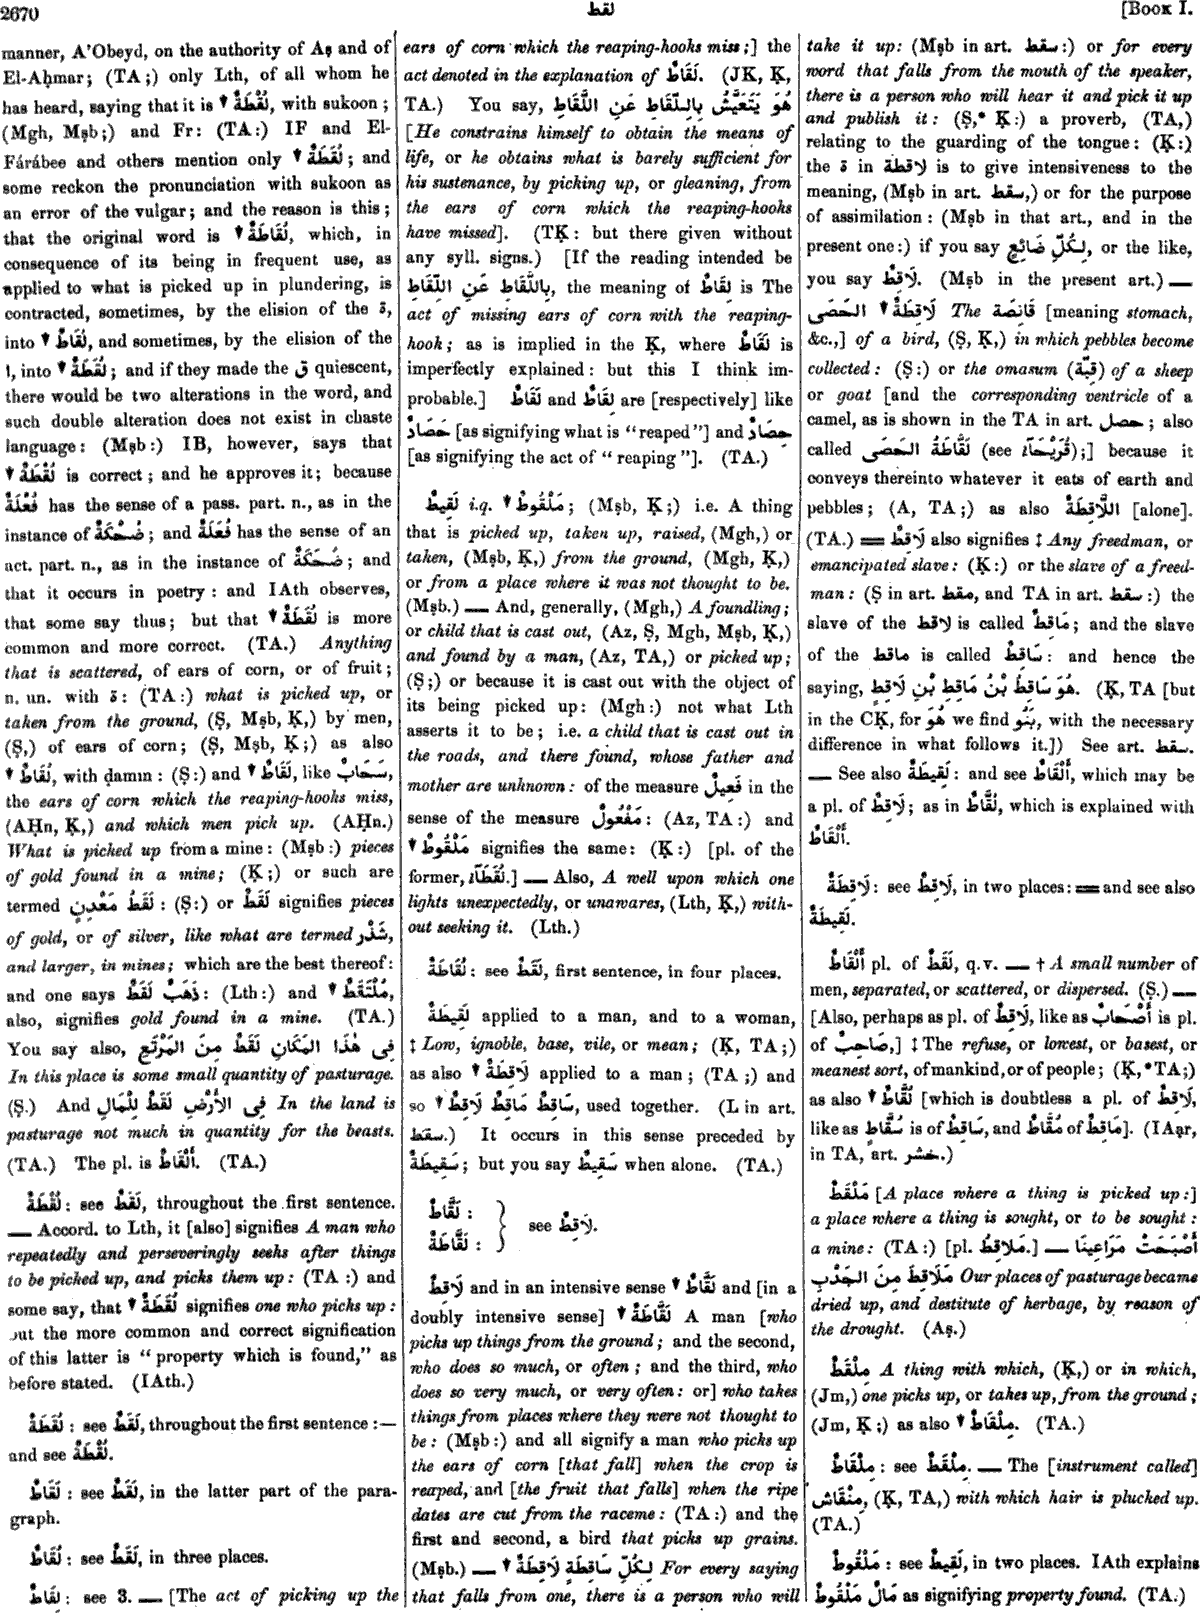 2670
لقط
[Book I.
manner, A’Obeyd, on the authority of Aṣ and of
El-Aḥmar; (TA;) only Lth, of all whom he
has heard, saying that it is ▼ لُقْطَةٌ, with sukoon;
(Mgh, Mṣb;) and Fr: (TA:) IF and El-
Fárábee and others mention only ▼ لُقَطَةٌ; and
some reckon the pronunciation with sukoon as
an error of the vulgar; and the reason is this;
that the original word is ▼ لُقَاطَةٌ, which, in
consequence of its being in frequent use, as
applied to what is picked up in plundering, is
contracted, sometimes, by the elision of the ة,
into ▼ لُقَاطٌ, and sometimes, by the elision of the
ا, into ▼ لُقَطَةٌ; and if they made the ق quiescent,
there would be two alterations in the word, and
such double alteration does not exist in chaste
language: (Mṣb:) IB, however, says that
▼ لُقْطَةٌ is correct; and he approves it; because
فُعْلَةٌ has the sense of a pass. part. n., as in the
instance of ضُحْكَةٌ; and فُعَلَةٌ has the sense of an
act. part. n., as in the instance of ضُحَكَةٌ; and
that it occurs in poetry: and IAth observes,
that some say thus; but that ▼ لُقَطَةٌ is more
common and more correct. (TA.) Anything
that is scattered, of ears of corn, or of fruit;
n. un. with ة: (TA:) what is picked up, or
taken from the ground, (Ṣ, Mṣb, Ḳ,) by men,
(Ṣ,) of ears of corn; (Ṣ, Mṣb, Ḳ;) as also
▼ لُقَاطٌ, with ḍamm: (Ṣ:) and ▼ لَقَاطٌ, like سَحَابٌ,
the ears of corn which the reaping-hooks miss,
(AḤn, Ḳ,) and which men pick up. (AḤn.)
What is picked up from a mine: (Mṣb:) pieces
of gold found in a mine; (Ḳ;) or such are
termed لَقَطُ مَعْدِنٍ: (Ṣ:) or لَقَطٌ signifies pieces
of gold, or of silver, like what are termed شَذْر,
and larger, in mines; which are the best thereof:
and one says ذَهَبٌ لَقَطٌ: (Lth:) and ▼ مُلْتَقَطٌ,
also, signifies gold found in a mine. (TA.)
You say also, فِى هٰذَا المَكَانِ لَقَطٌ مِنَ المَرْتَعِ
In this place is some small quantity of pasturage.
(Ṣ.) And فِى الأَرْضِ لَقَطٌ لِلْمَالِ In the land is
pasturage not much in quantity for the beasts.
(TA.) The pl. is أَلْقَاطٌ. (TA.)
لُقْطَةٌ: see لَقَطٌ, throughout the first sentence.
— Accord. to Lth, it [also] signifies A man who
repeatedly and perseveringly seeks after things
to be picked up, and picks them up: (TA:) and
some say, that ▼ لُقَطَةٌ signifies one who picks up:
but the more common and correct signification
of this latter is “property which is found,” as
before stated. (IAth.)
لُقَطَةٌ: see لَقَطٌ, throughout the first sentence:—
and see لُقْطَةٌ.
لَقَاطٌ: see لَقَطٌ, in the latter part of the para-
graph.
لُقَاطٌ: see لَقَطٌ, in three places.
لِقَاطٌ: see 3. — [The act of picking up the
ears of corn which the reaping-hooks miss;] the
act denoted in the explanation of لَقَاطٌ. (JK, Ḳ,
TA.) You say, هُوَ يَتَعَيَّشُ بِاللِّقَاطِ عَنِ اللَّقَاطِ
[He constrains himself to obtain the means of
life, or he obtains what is barely sufficient for
his sustenance, by picking up, or gleaning, from
the ears of corn which the reaping-hooks
have missed]. (TḲ: but there given without
any syll. signs.) [If the reading intended be
بِاللَّقَاطِ عَنِ اللِّقَاطِ, the meaning of لِقَاطٌ is The
act of missing ears of corn with the reaping-
hook; as is implied in the Ḳ, where لِقَاطٌ is
imperfectly explained: but this I think im-
probable.] لَقَاطٌ and لِقَاطٌ are [respectively] like
حَصَادٌ [as signifying what is “reaped”] and حِصَادٌ
[as signifying the act of “reaping”]. (TA.)
لَقِيطٌ i.q. ▼ مَلْقُوطٌ; (Mṣb, Ḳ;) i.e. A thing
that is picked up, taken up, raised, (Mgh,) or
taken, (Mṣb, Ḳ,) from the ground, (Mgh, Ḳ,)
or from a place where it was not thought to be.
(Mṣb.) — And, generally, (Mgh,) A foundling;
or child that is cast out, (Az, Ṣ, Mgh, Mṣb, Ḳ,)
and found by a man, (Az, TA,) or picked up;
(Ṣ;) or because it is cast out with the object of
its being picked up: (Mgh:) not what Lth
asserts it to be; i.e. a child that is cast out in
the roads, and there found, whose father and
mother are unknown: of the measure فَعِيلٌ in the
sense of the measure مَفْعُولٌ: (Az, TA:) and
▼ مَلْقُوطٌ signifies the same: (Ḳ:) [pl. of the
former, لُقَطَآءُ.] — Also, A well upon which one
lights unexpectedly, or unawares, (Lth, Ḳ,) with-
out seeking it. (Lth.)
لُقَاطَةٌ: see لَقَطٌ, first sentence, in four places.
لَقِيطَةٌ applied to a man, and to a woman,
‡ Low, ignoble, base, vile, or mean; (Ḳ, TA;)
as also ▼ لَاقِطَةٌ applied to a man; (TA;) and
so ▼ سَاقِطٌ مَاقِطٌ لَاقِطٌ, used together. (L in art.
سقط.) It occurs in this sense preceded by
سَقِيطَةٌ; but you say سَقِيطٌ when alone. (TA.)
لَقَّاطٌ:
لَقَّاطَةٌ:
} see لَاقِطٌ.
لَاقِطٌ and in an intensive sense ▼ لَقَّاطٌ and [in a
doubly intensive sense] ▼ لَقَّاطَةٌ A man [who
picks up things from the ground; and the second,
who does so much, or often; and the third, who
does so very much, or very often: or] who takes
things from places where they were not thought to
be: (Mṣb:) and all signify a man who picks up
the ears of corn [that fall] when the crop is
reaped, and [the fruit that falls] when the ripe
dates are cut from the raceme: (TA:) and the
first and second, a bird that picks up grains.
(Mṣb.) — ▼ لِكُلِّ سَاقِطَةٍ لَاقِطَةٌ For every saying
that falls from one, there is a person who will
take it up: (Mṣb in art. سقط:) or for every
word that falls from the mouth of the speaker,
there is a person who will hear it and pick it up
and publish it: (Ṣ,* Ḳ:) a proverb, (TA,)
relating to the guarding of the tongue: (Ḳ:)
the ة in لاقطة is to give intensiveness to the
meaning, (Mṣb in art. سقط,) or for the purpose
of assimilation: (Mṣb in that art., and in the
present one:) if you say لِكُلِّ ضَائِعٍ, or the like,
you say لَاقِطٌ. (Mṣb in the present art.) —
لَاقِطَةُ ▼ الحَصَى The قَانِصَة [meaning stomach,
&c.,] of a bird, (Ṣ, Ḳ,) in which pebbles become
collected: (Ṣ:) or the omasum (قِبَّة) of a sheep
or goat [and the corresponding ventricle of a
camel, as is shown in the TA in art. حصل; also
called لَقَّاطَةُ الحَصَى (see قُرَيْحَآءُ);] because it
conveys thereinto whatever it eats of earth and
pebbles; (A, TA;) as also اللَّاقِطَةُ [alone].
(TA.) = لَاقِطٌ also signifies ‡ Any freedman, or
emancipated slave: (Ḳ:) or the slave of a freed-
man: (Ṣ in art. مقط, and TA in art. سقط:) the
slave of the لاقط is called مَاقِطٌ; and the slave
of the ماقط is called سَاقِطٌ: and hence the
saying, هُوَ سَاقِطُ بْنُ مَاقِطِ بْنِ لَاقِطٍ. (Ḳ, TA [but
in the CḲ, for هُوَ we find بَنُو, with the necessary
difference in what follows it.]) See art. سقط.
— See also لَقِيطَةٌ: and see أَلْقَاطٌ, which may be
a pl. of لَاقِطٌ; as in لُقَّاطٌ, which is explained with
أَلْقَاطٌ.
لَاقِطَةٌ: see لَاقِطٌ, in two places: = and see also
لَقِيطَةٌ.
أَلْقَاطٌ pl. of لَقَطٌ, q.v. — † A small number of
men, separated, or scattered, or dispersed. (Ṣ.) —
[Also, perhaps as pl. of لَاقِطٌ, like as أَصْحَابٌ is pl.
of صَاحِبٌ,] ‡ The refuse, or lowest, or basest, or
meanest sort, of mankind, or of people; (Ḳ,* TA;)
as also ▼ لُقَّاطٌ [which is doubtless a pl. of لَاقِطٌ,
like as سُقَّاطٌ is of سَاقِطٌ, and مُقَّاطٌ of مَاقِطٌ]. (IAạr,
in TA, art. خشر.)
مَلْقَطٌ [A place where a thing is picked up:]
a place where a thing is sought, or to be sought:
a mine: (TA:) [pl. مَلَاقِطُ.] — أَصْبَحَتْ مَرَاعِينَا
مَلَاقِطَ مِنَ الجَدْبِ Our places of pasturage became
dried up, and destitute of herbage, by reason of
the drought. (Aṣ.)
مِلْقَطٌ A thing with which, (Ḳ,) or in which,
(Jm,) one picks up, or takes up, from the ground;
(Jm, Ḳ;) as also ▼ مِلْقَاطٌ. (TA.)
مِلْقَاطٌ: see مِلْقَطٌ. — The [instrument called]
مِنْقَاش, (Ḳ, TA,) with which hair is plucked up.
(TA.)
مَلْقُوطٌ: see لَقِيطٌ, in two places. IAth explains
مَالٌ مَلْقُوطٌ as signifying property found. (TA.)